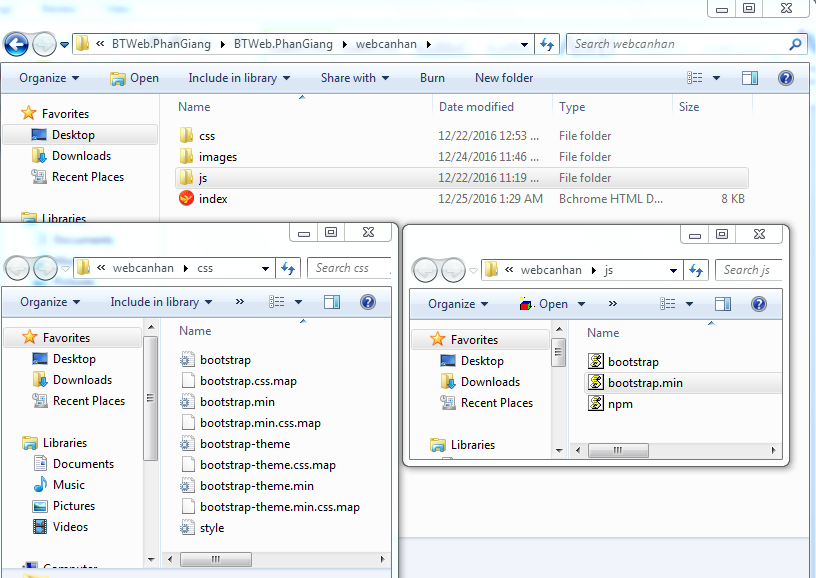 « BTWeb.PhanGiang ▸ BTWeb.PhanGiang ▸ webcanhan ▸
Search webcanhan
Organize ▾ Open Include in library ▾ Share with ▾ Burn New folder
Name Date modified Type Size
Favorites
Desktop
Downloads
Recent Places
Libraries
css 12/22/2016 12:53 ... File folder
images 12/24/2016 11:46 ... File folder
js 12/22/2016 11:19 ... File folder
index 12/25/2016 1:29 AM Bchrome HTML D... 8 KB
« webcanhan ▸ css
Search css
Organize ▾ Include in library ▾ »
Favorites
Desktop
Downloads
Recent Places
Libraries
Documents
Music
Pictures
Videos
Computer
Name
bootstrap
bootstrap.css.map
bootstrap.min
bootstrap.min.css.map
bootstrap-theme
bootstrap-theme.css.map
bootstrap-theme.min
bootstrap-theme.min.css.map
style
« webcanhan ▸ js
Search js
Organize ▾ Open ▾ »
Favorites
Desktop
Downloads
Recent Places
Libraries
Name
bootstrap
bootstrap.min
npm